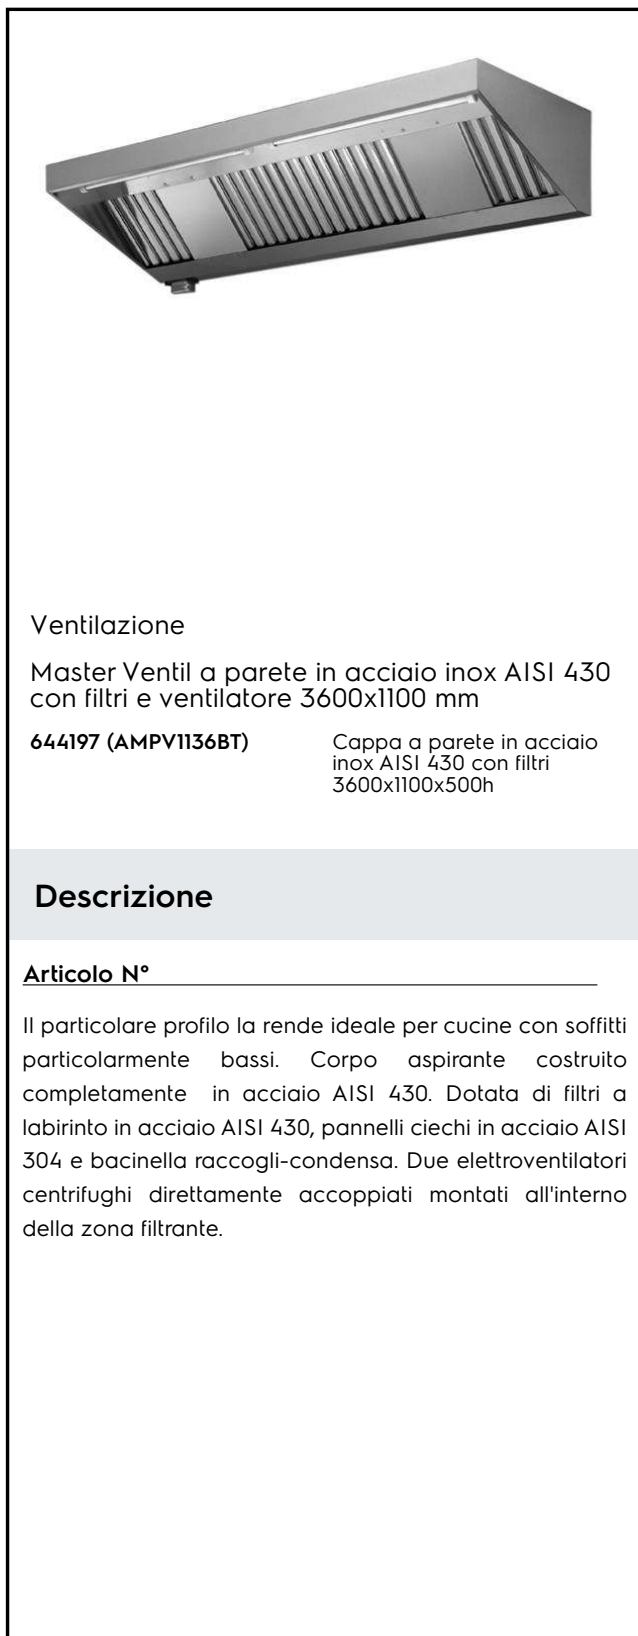 Ventilazione
Master Ventil a parete in acciaio inox AISI 430
con filtri e ventilatore 3600x1100 mm
644197 (AMPV1136BT)
Cappa a parete in acciaio
inox AISI 430 con filtri
3600x1100x500h
Descrizione
Articolo N°
Il particolare profilo la rende ideale per cucine con soffitti
particolarmente bassi. Corpo aspirante costruito
completamente in acciaio AISI 430. Dotata di filtri a
labirinto in acciaio AISI 430, pannelli ciechi in acciaio AISI
304 e bacinella raccogli-condensa. Due elettroventilatori
centrifughi direttamente accoppiati montati all'interno
della zona filtrante.